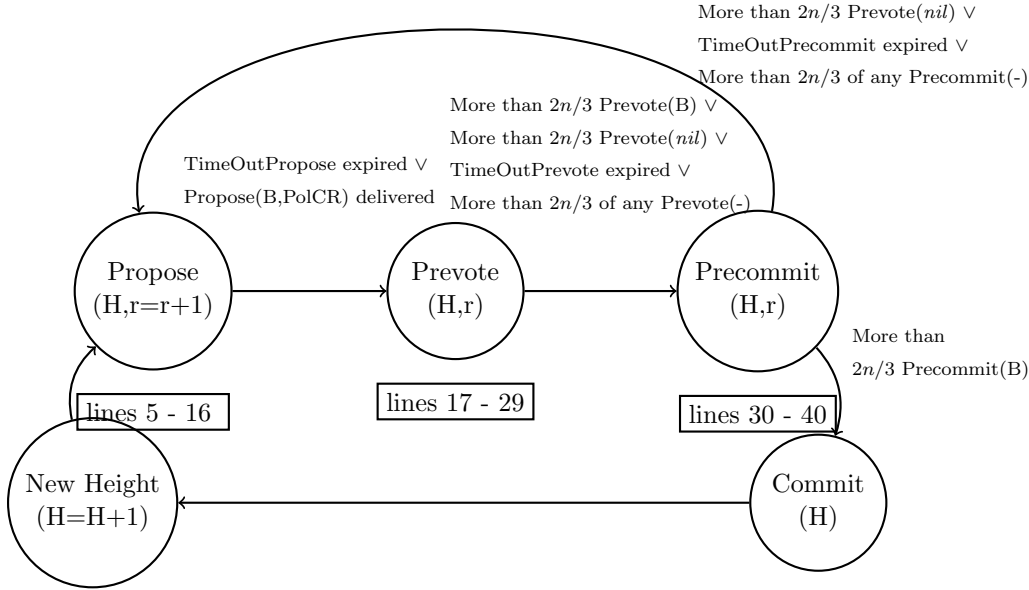 More than 2n/3 Prevote(nil) ∨
TimeOutPrecommit expired ∨
More than 2n/3 of any Precommit(-)
More than 2n/3 Prevote(B) ∨
More than 2n/3 Prevote(nil) ∨
TimeOutPrevote expired ∨
More than 2n/3 of any Prevote(-)
TimeOutPropose expired ∨
Propose(B,PolCR) delivered
Propose
(H,r=r+1)
Prevote
(H,r)
Precommit
(H,r)
More than
2n/3 Precommit(B)
lines 5 - 16
lines 17 - 29
lines 30 - 40
New Height
(H=H+1)
Commit
(H)